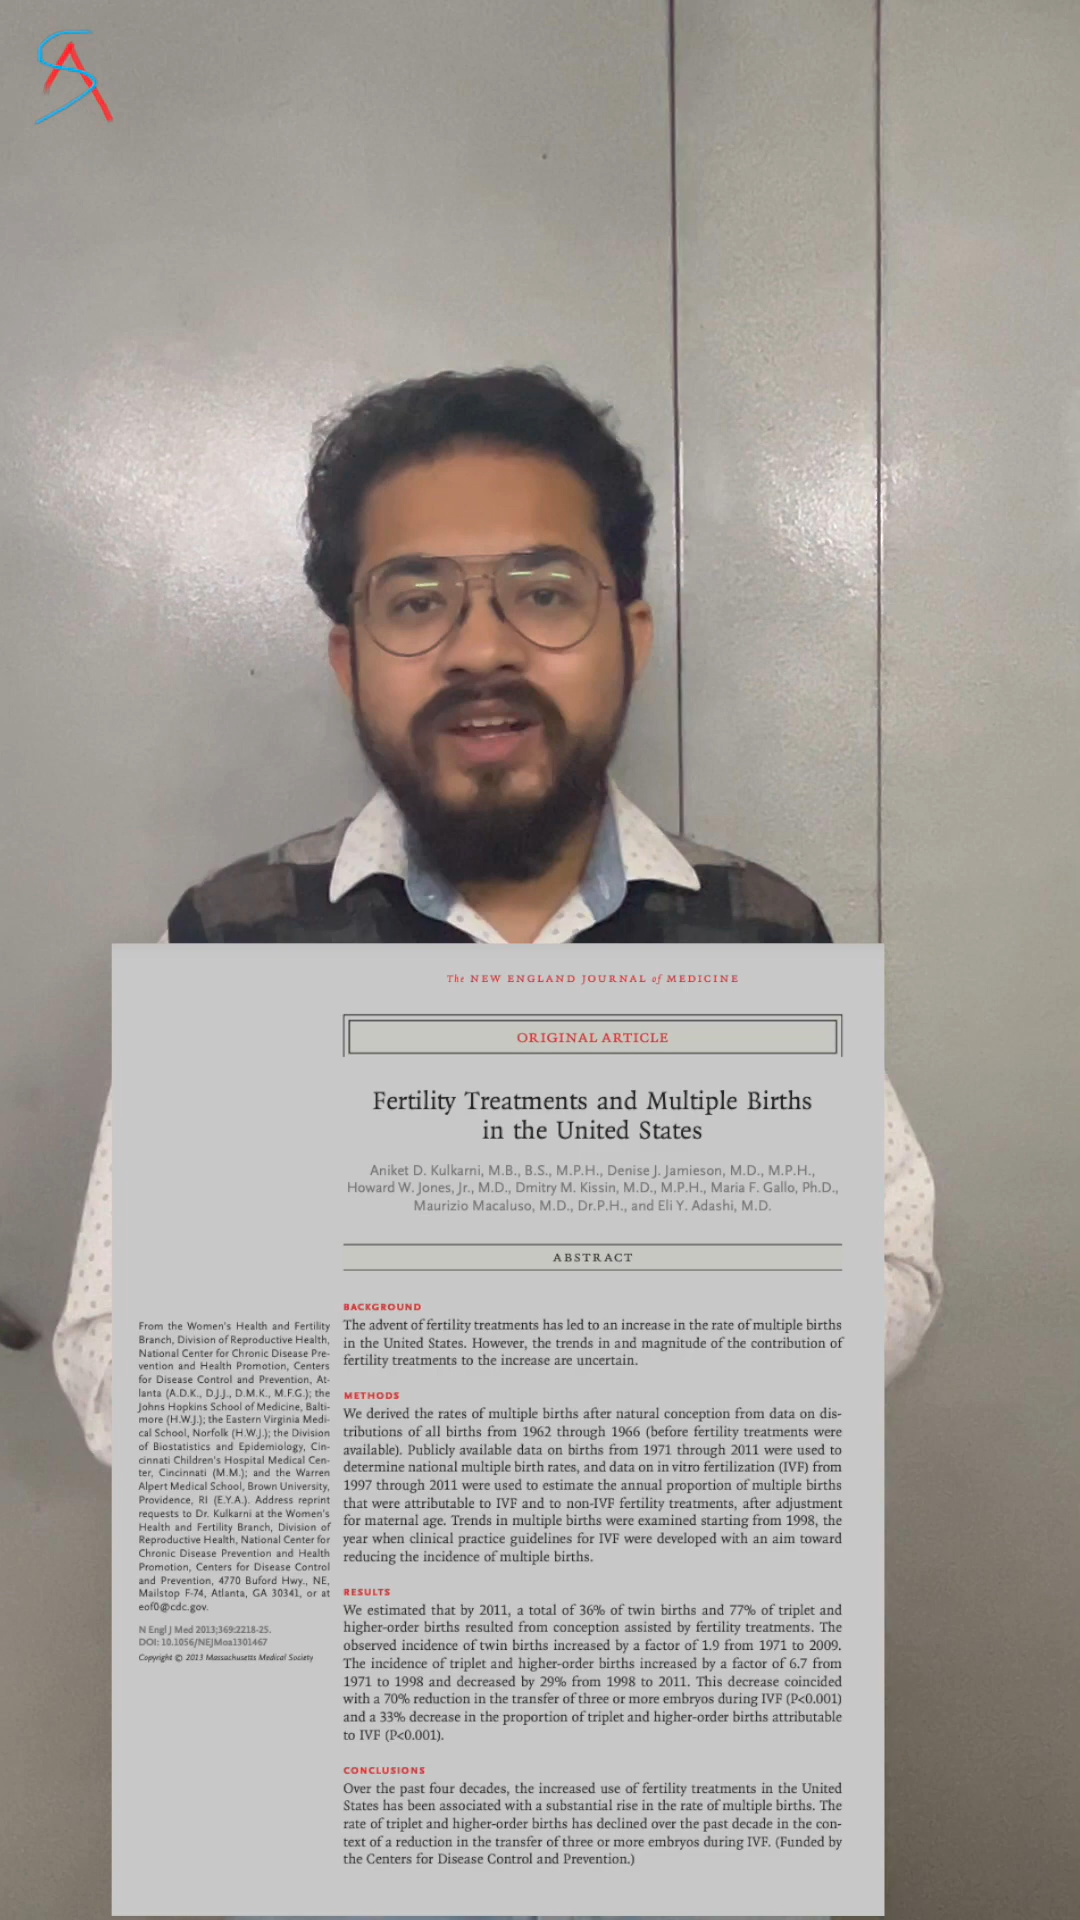 The NEW ENGLAND JOURNAL of MEDICINE
ORIGINAL ARTICLE
Fertility Treatments and Multiple Births
in the United States
Aniket D. Kulkarni, M.B., B.S., M.P.H., Denise J. Jamieson, M.D., M.P.H.,
Howard W. Jones, Jr., M.D., Dmitry M. Kissin, M.D., M.P.H., Maria F. Gallo, Ph.D.,
Maurizio Macaluso, M.D., Dr.P.H., and Eli Y. Adashi, M.D.
ABSTRACT
From the Women's Health and Fertility
Branch, Division of Reproductive Health,
National Center for Chronic Disease Pre-
vention and Health Promotion, Centers
for Disease Control and Prevention, At-
lanta (A.D.K., D.J.J., D.M.K., M.F.G.); the
Johns Hopkins School of Medicine, Balti-
more (H.W.J.); the Eastern Virginia Medi-
cal School, Norfolk (H.W.J.); the Division
of Biostatistics and Epidemiology, Cin-
cinnati Children's Hospital Medical Cen-
ter, Cincinnati (M.M.); and the Warren
Alpert Medical School, Brown University,
Providence, RI (E.Y.A.). Address reprint
requests to Dr. Kulkarni at the Women's
Health and Fertility Branch, Division of
Reproductive Health, National Center for
Chronic Disease Prevention and Health
Promotion, Centers for Disease Control
and Prevention, 4770 Buford Hwy., NE,
Mailstop F-74, Atlanta, GA 30341, or at
eof0@cdc.gov.
N Engl J Med 2013;369:2218-25.
DOI: 10.1056/NEJMoa1301467
Copyright © 2013 Massachusetts Medical Society
BACKGROUND
The advent of fertility treatments has led to an increase in the rate of multiple births
in the United States. However, the trends in and magnitude of the contribution of
fertility treatments to the increase are uncertain.
METHODS
We derived the rates of multiple births after natural conception from data on dis-
tributions of all births from 1962 through 1966 (before fertility treatments were
available). Publicly available data on births from 1971 through 2011 were used to
determine national multiple birth rates, and data on in vitro fertilization (IVF) from
1997 through 2011 were used to estimate the annual proportion of multiple births
that were attributable to IVF and to non-IVF fertility treatments, after adjustment
for maternal age. Trends in multiple births were examined starting from 1998, the
year when clinical practice guidelines for IVF were developed with an aim toward
reducing the incidence of multiple births.
RESULTS
We estimated that by 2011, a total of 36% of twin births and 77% of triplet and
higher-order births resulted from conception assisted by fertility treatments. The
observed incidence of twin births increased by a factor of 1.9 from 1971 to 2009.
The incidence of triplet and higher-order births increased by a factor of 6.7 from
1971 to 1998 and decreased by 29% from 1998 to 2011. This decrease coincided
with a 70% reduction in the transfer of three or more embryos during IVF (P<0.001)
and a 33% decrease in the proportion of triplet and higher-order births attributable
to IVF (P<0.001).
CONCLUSIONS
Over the past four decades, the increased use of fertility treatments in the United
States has been associated with a substantial rise in the rate of multiple births. The
rate of triplet and higher-order births has declined over the past decade in the con-
text of a reduction in the transfer of three or more embryos during IVF. (Funded by
the Centers for Disease Control and Prevention.)